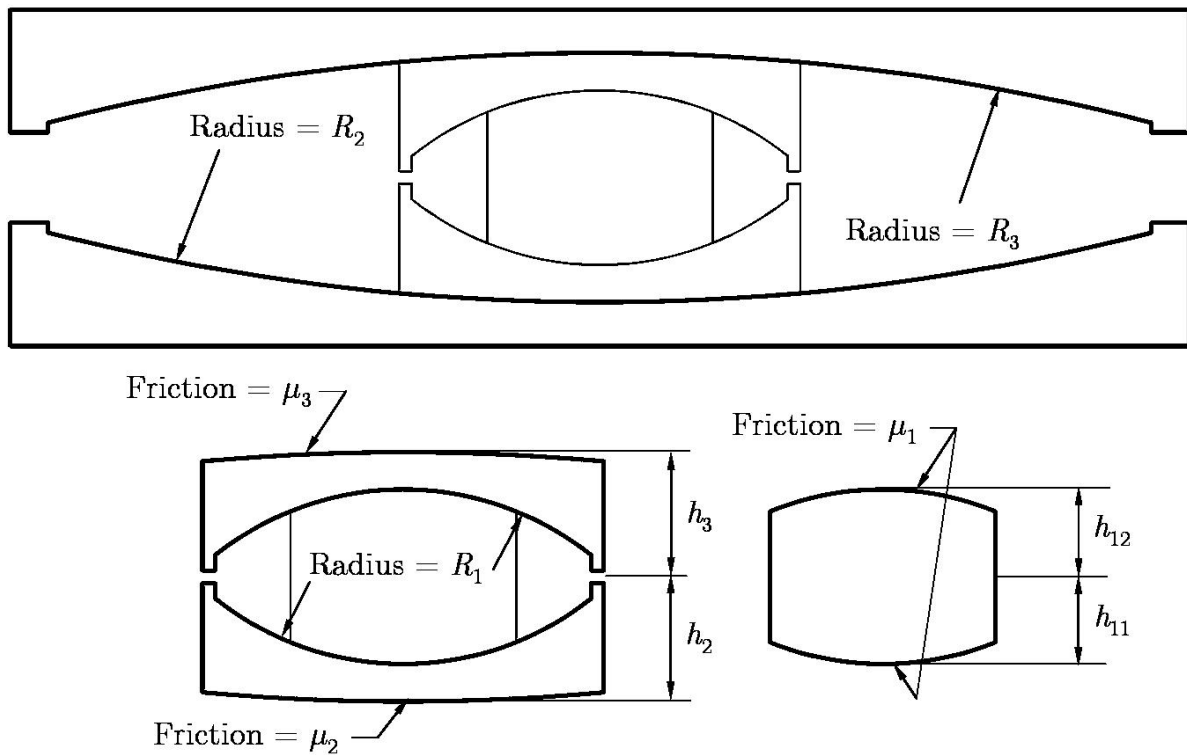 Radius = R₂
Radius = R₃
Friction = μ₃
Friction = μ₁
h₃
h₁₂
Radius = R₁
h₂
h₁₁
Friction = μ₂